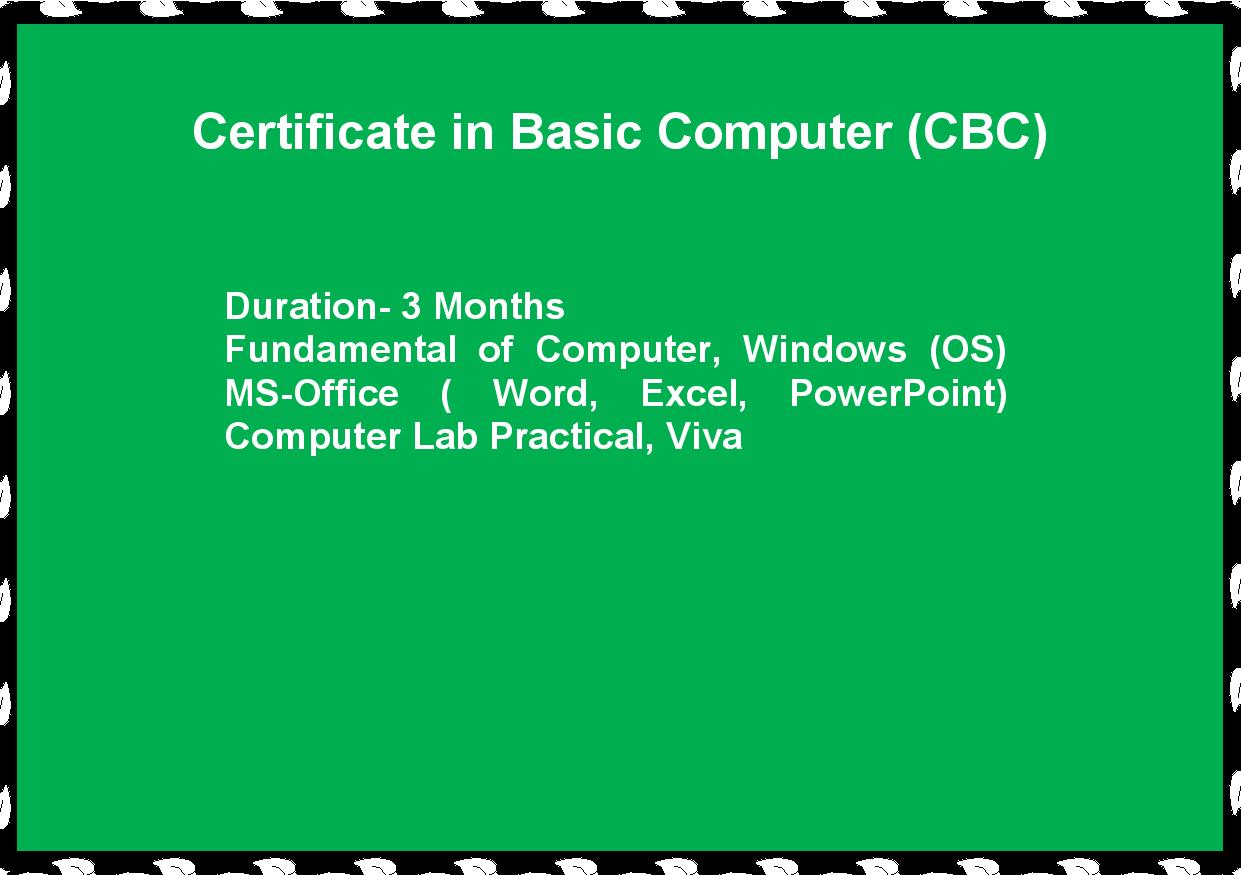 Certificate in Basic Computer (CBC)
Duration- 3 Months
Fundamental of Computer, Windows (OS)
MS-Office ( Word, Excel, PowerPoint)
Computer Lab Practical, Viva